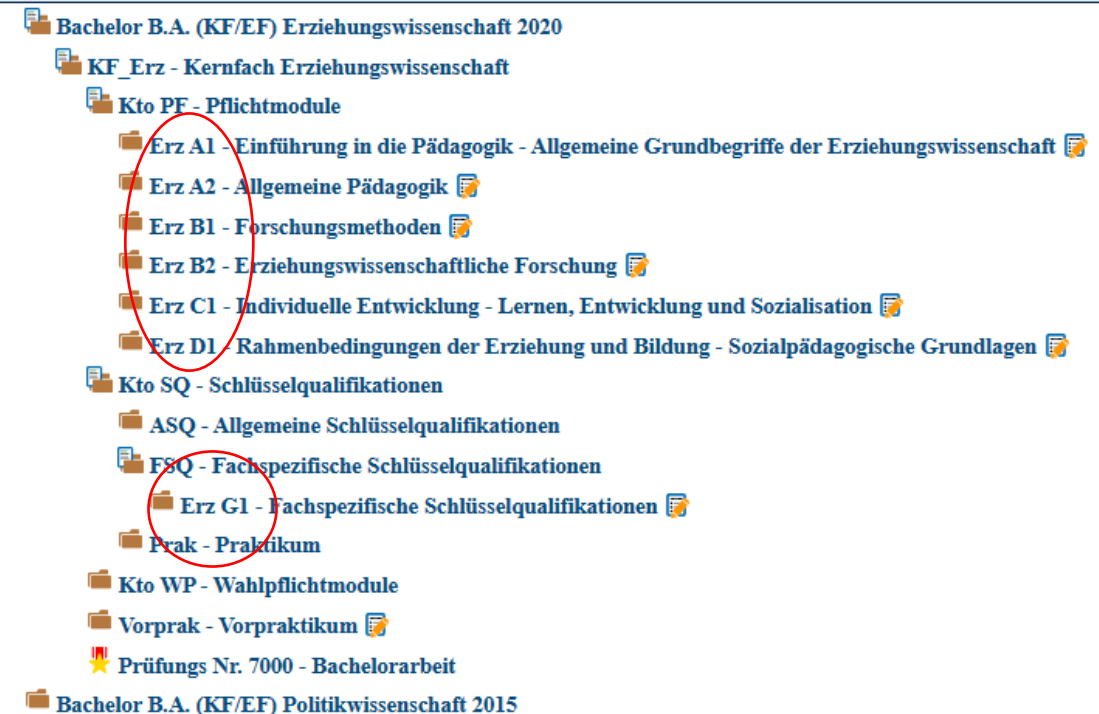 Bachelor B.A. (KF/EF) Erziehungswissenschaft 2020
KF_Erz - Kernfach Erziehungswissenschaft
Kto PF - Pflichtmodule
Erz A1 - Einführung in die Pädagogik - Allgemeine Grundbegriffe der Erziehungswissenschaft
Erz A2 - Allgemeine Pädagogik
Erz B1 - Forschungsmethoden
Erz B2 - Erziehungswissenschaftliche Forschung
Erz C1 - Individuelle Entwicklung - Lernen, Entwicklung und Sozialisation
Erz D1 - Rahmenbedingungen der Erziehung und Bildung - Sozialpädagogische Grundlagen
Kto SQ - Schlüsselqualifikationen
ASQ - Allgemeine Schlüsselqualifikationen
FSQ - Fachspezifische Schlüsselqualifikationen
Erz G1 - Fachspezifische Schlüsselqualifikationen
Prak - Praktikum
Kto WP - Wahlpflichtmodule
Vorprak - Vorpraktikum
Prüfungs Nr. 7000 - Bachelorarbeit
Bachelor B.A. (KF/EF) Politikwissenschaft 2015